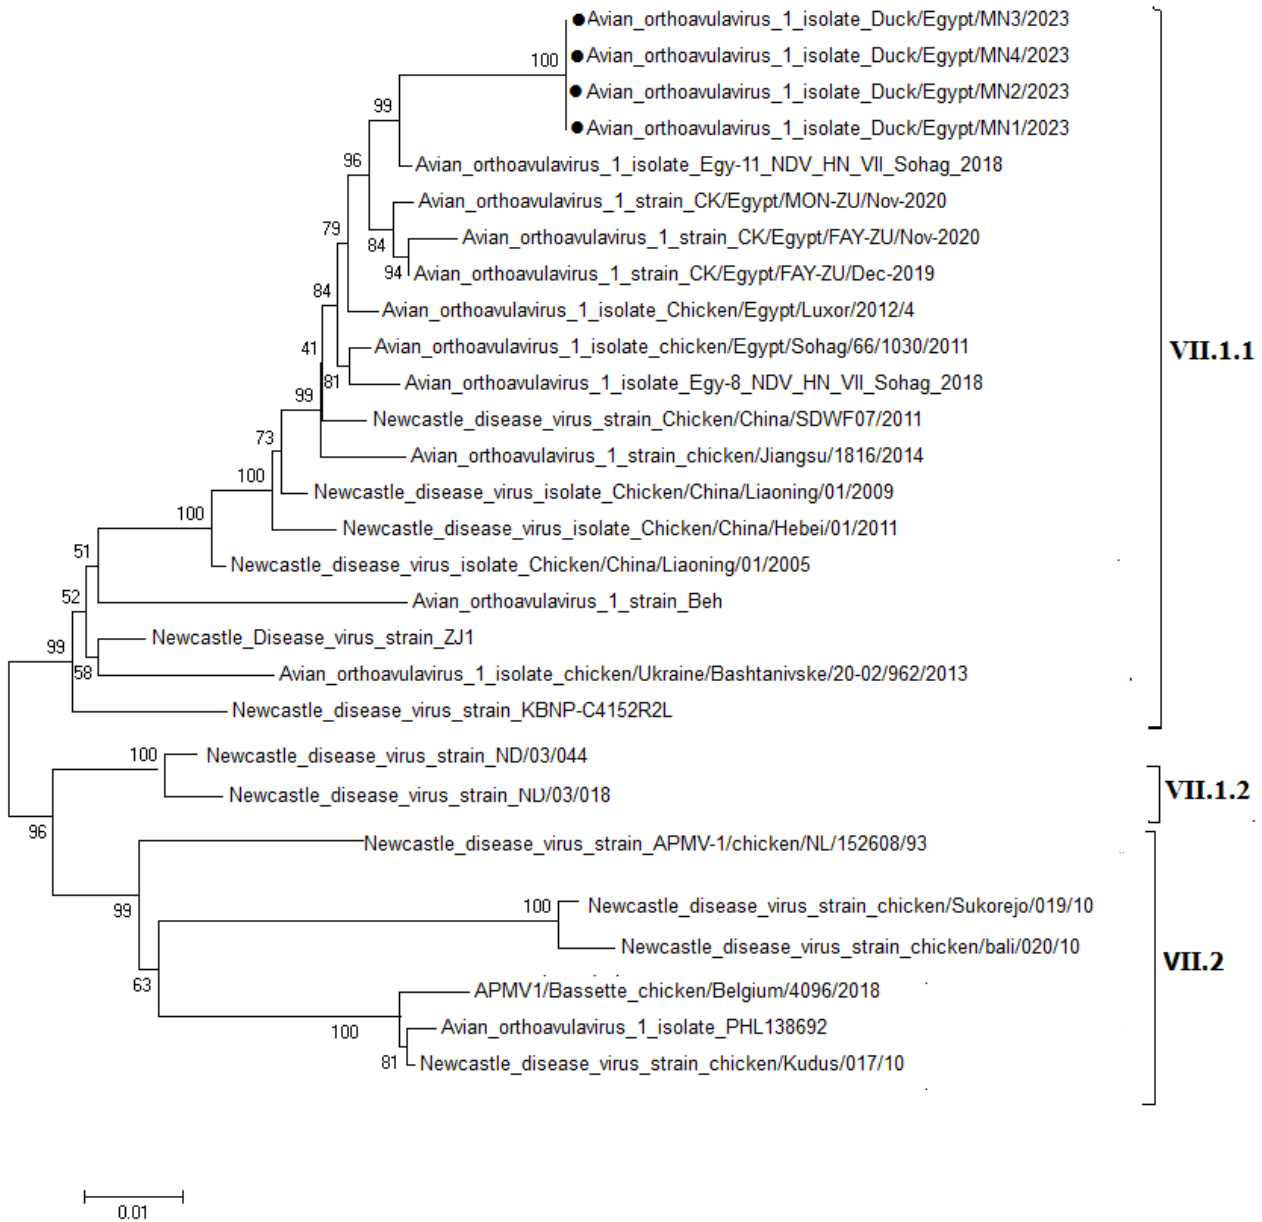 Avian_orthoavulavirus_1_isolate_Duck/Egypt/MN3/2023
100
Avian_orthoavulavirus_1_isolate_Duck/Egypt/MN4/2023
Avian_orthoavulavirus_1_isolate_Duck/Egypt/MN2/2023
99
Avian_orthoavulavirus_1_isolate_Duck/Egypt/MN1/2023
96
Avian_orthoavulavirus_1_isolate_Egy-11_NDV_HN_VII_Sohag_2018
Avian_orthoavulavirus_1_strain_CK/Egypt/MON-ZU/Nov-2020
79
84
Avian_orthoavulavirus_1_strain_CK/Egypt/FAY-ZU/Nov-2020
94
Avian_orthoavulavirus_1_strain_CK/Egypt/FAY-ZU/Dec-2019
84
Avian_orthoavulavirus_1_isolate_Chicken/Egypt/Luxor/2012/4
41
Avian_orthoavulavirus_1_isolate_chicken/Egypt/Sohag/66/1030/2011
VII.1.1
81
Avian_orthoavulavirus_1_isolate_Egy-8_NDV_HN_VII_Sohag_2018
99
Newcastle_disease_virus_strain_Chicken/China/SDWF07/2011
73
Avian_orthoavulavirus_1_strain_chicken/Jiangsu/1816/2014
100
Newcastle_disease_virus_isolate_Chicken/China/Liaoning/01/2009
100
Newcastle_disease_virus_isolate_Chicken/China/Hebei/01/2011
51
Newcastle_disease_virus_isolate_Chicken/China/Liaoning/01/2005
52
Avian_orthoavulavirus_1_strain_Beh
99
Newcastle_Disease_virus_strain_ZJ1
58
Avian_orthoavulavirus_1_isolate_chicken/Ukraine/Bashtanivske/20-02/962/2013
Newcastle_disease_virus_strain_KBNP-C4152R2L
100
Newcastle_disease_virus_strain_ND/03/044
Newcastle_disease_virus_strain_ND/03/018
VII.1.2
96
Newcastle_disease_virus_strain_APMV-1/chicken/NL/152608/93
99
100
Newcastle_disease_virus_strain_chicken/Sukorejo/019/10
Newcastle_disease_virus_strain_chicken/bali/020/10
VII.2
63
APMV1/Bassette_chicken/Belgium/4096/2018
100
Avian_orthoavulavirus_1_isolate_PHL138692
81
Newcastle_disease_virus_strain_chicken/Kudus/017/10
0.01